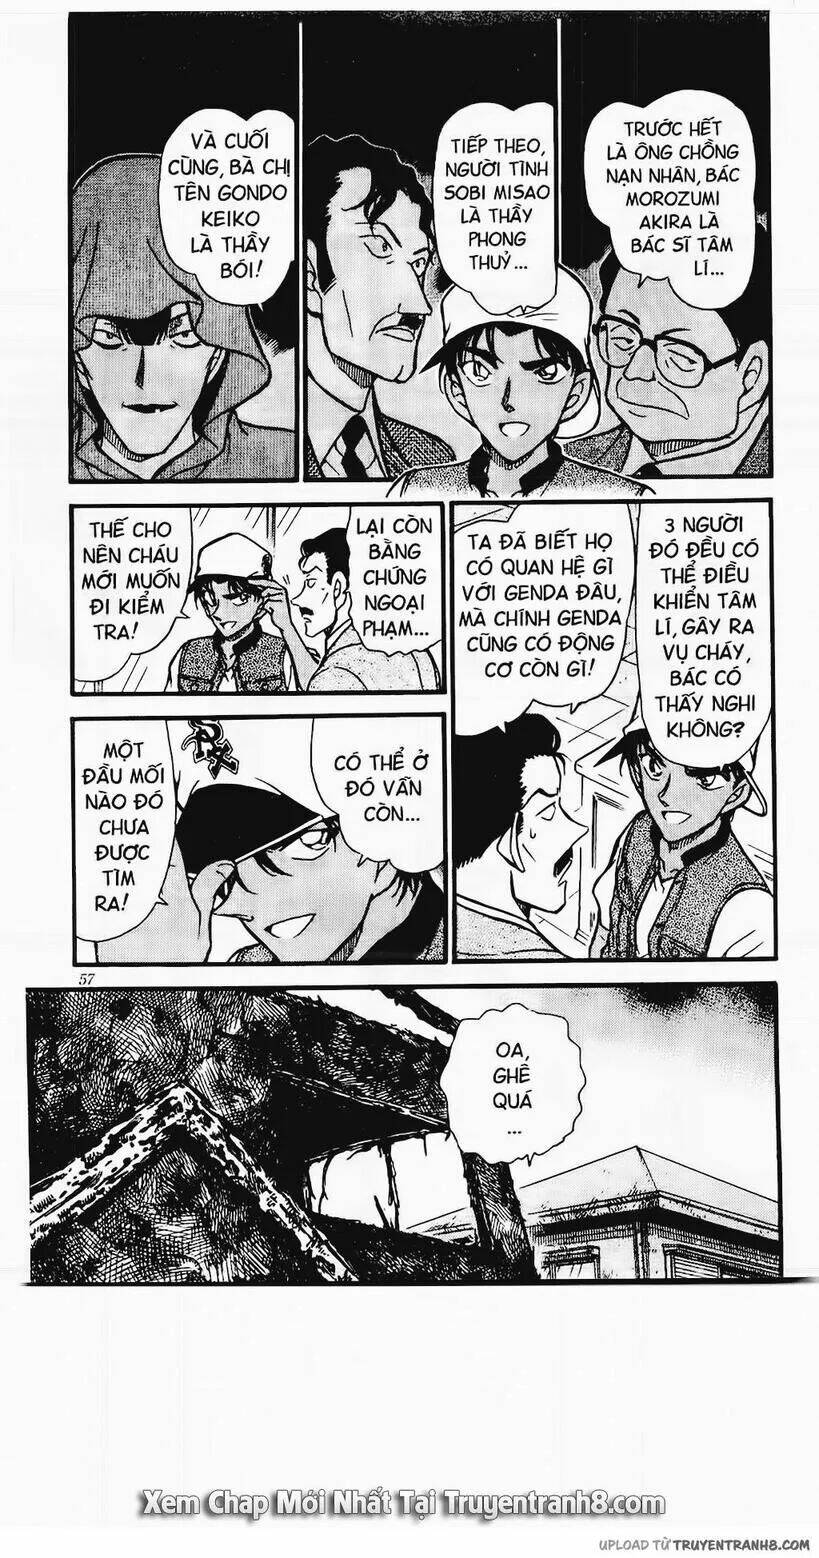 TRƯỚC HẾT
LÀ ÔNG CHỒNG
NẠN NHÂN, BÁC
MOROZUMI
AKIRA LÀ
BÁC SĨ TÂM
LÍ...
TIẾP THEO,
NGƯỜI TÌNH
SOBI MISAO
LÀ THẦY
PHONG
THUỶ...
VÀ CUỐI
CÙNG, BÀ CHỊ
TÊN GONDO
KEIKO
LÀ THẦY
BÓI!
3 NGƯỜI
ĐÓ ĐỀU CÓ
THỂ ĐIỀU
KHIỂN TÂM
LÍ, GÂY RA
VỤ CHÁY,
BÁC CÓ
THẤY NGHI
KHÔNG?
TA ĐÃ BIẾT HỌ
CÓ QUAN HỆ GÌ
VỚI GENDA ĐÂU,
MÀ CHÍNH GENDA
CŨNG CÓ ĐỘNG
CƠ CÒN GÌ!
LẠI CÒN
BẰNG
CHỨNG
NGOẠI
PHẠM...
THẾ CHO
NÊN CHÁU
MỚI MUỐN
ĐI KIỂM
TRA!
CÓ THỂ Ở
ĐÓ VẪN
CÒN...
MỘT
ĐẦU MỐI
NÀO ĐÓ
CHƯA
ĐƯỢC
TÌM
RA!
57
OA,
GHÊ
QUÁ
...
Xem Chap Mới Nhất Tại Truyentranh8.com
UPLOAD TỪ TRUYENTRANH8.COM